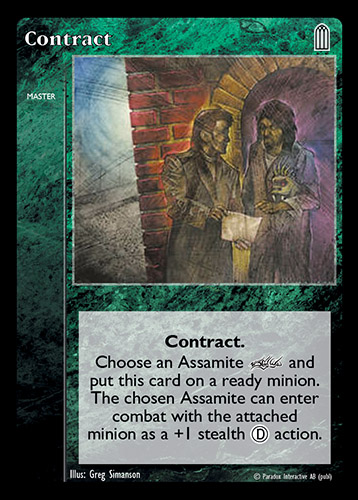 Contract
MASTER
Contract.
Choose an Assamite and
put this card on a ready minion.
The chosen Assamite can enter
combat with the attached
minion as a +1 stealth Ⓓ action.
Illus: Greg Simanson
© Paradox Interactive AB (publ)